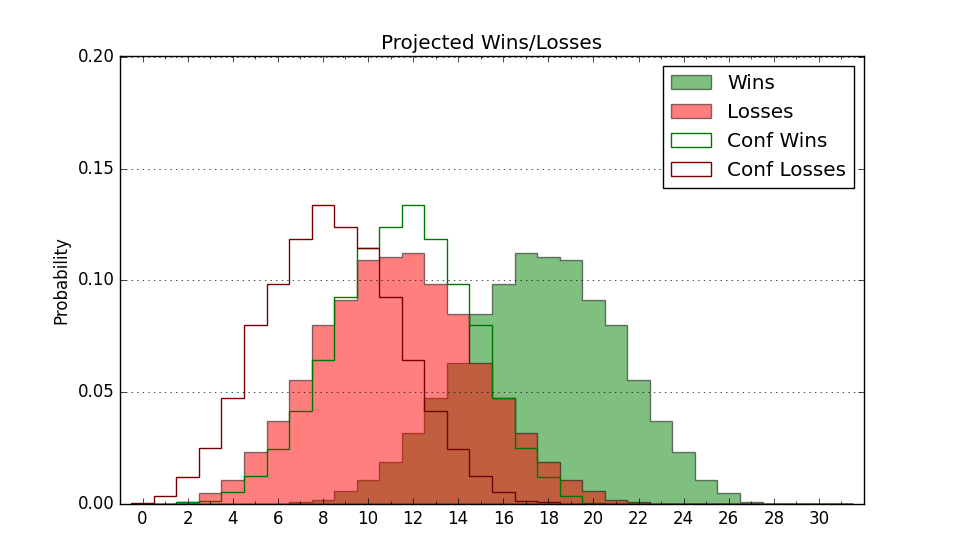 Projected Wins/Losses
0.20
0.15
0.10
0.05
0.00
Probability
Wins
Losses
Conf Wins
Conf Losses
0 2 4 6 8 10 12 14 16 18 20 22 24 26 28 30